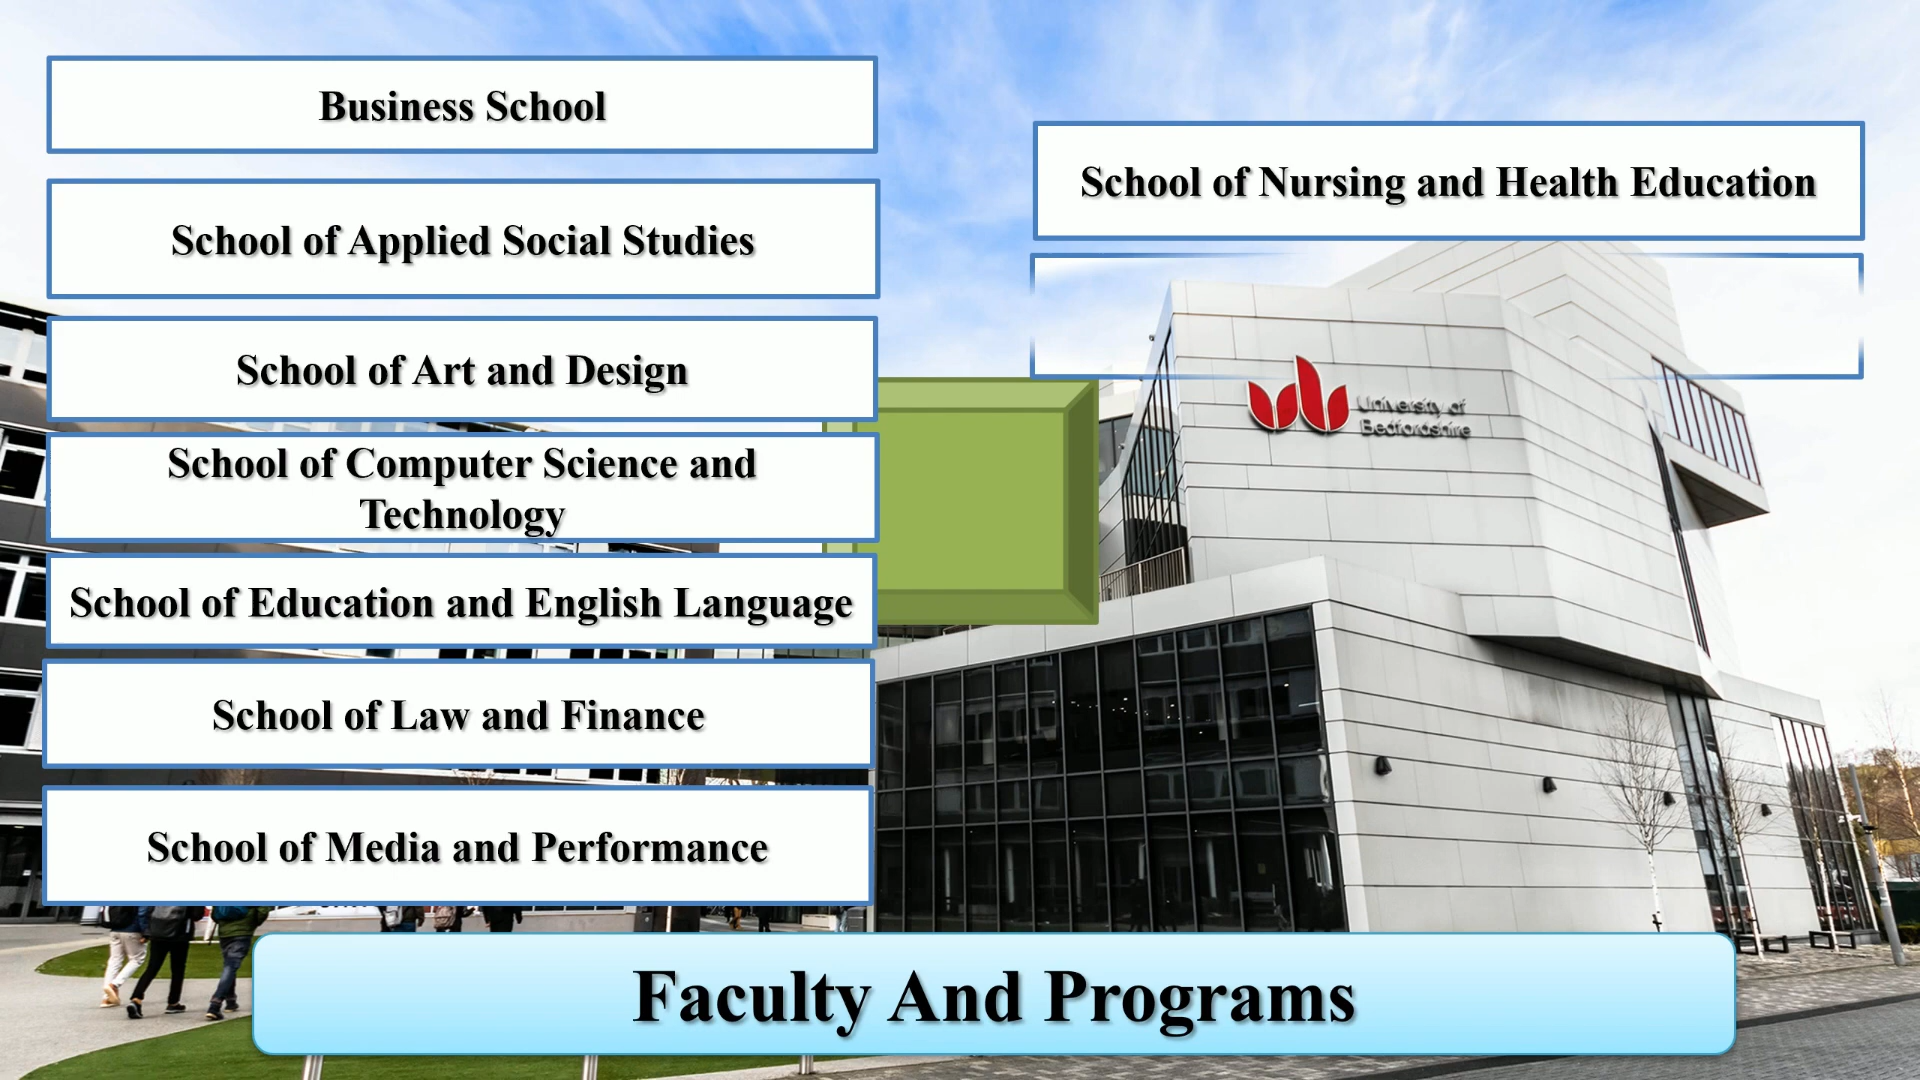 Business School
School of Applied Social Studies
School of Art and Design
School of Computer Science and
Technology
School of Education and English Language
School of Law and Finance
School of Media and Performance
School of Nursing and Health Education
University of
Bedfordshire
Faculty And Programs